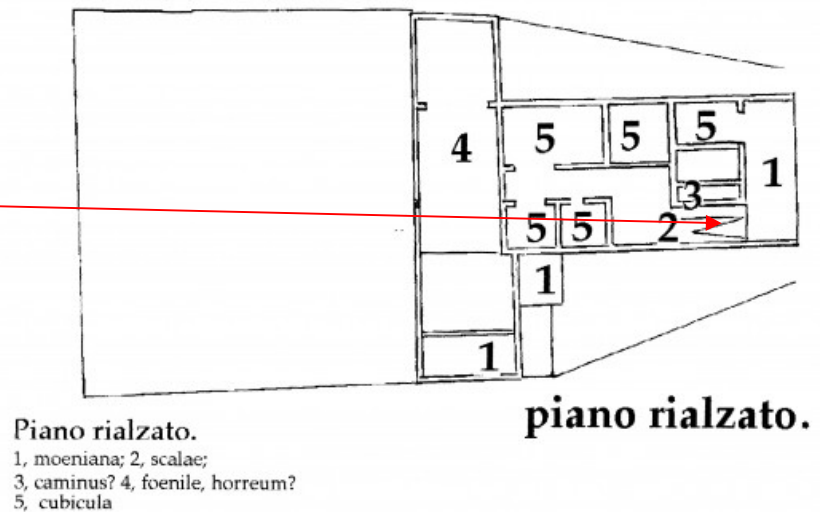 4
5
5
5
1
3
5
5
2
1
1
piano rialzato.
Piano rialzato.
1, moeniana; 2, scalae;
3, caminus? 4, foenile, horreum?
5, cubicula